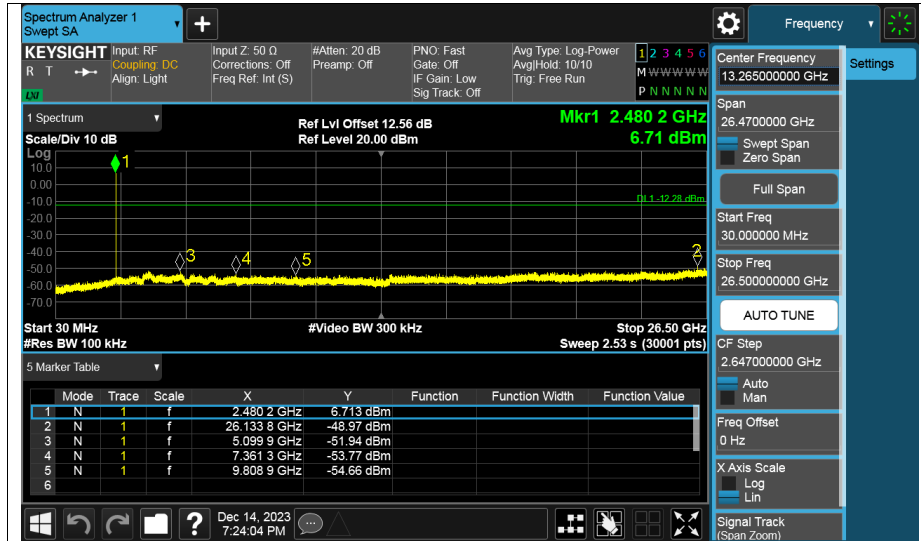 Spectrum Analyzer 1
Swept SA
+
Frequency
KEYSIGHT
R T
LXI
Input: RF
Coupling: DC
Align: Light
Input Z: 50 Ω
Corrections: Off
Freq Ref: Int (S)
#Atten: 20 dB
Preamp: Off
PNO: Fast
Gate: Off
IF Gain: Low
Sig Track: Off
Avg Type: Log-Power
Avg|Hold: 10/10
Trig: Free Run
1 2 3 4 5 6
M W W W W W
P N N N N N
Center Frequency
13.265000000 GHz
Settings
Span
26.4700000 GHz
Swept Span
Zero Span
Full Span
Start Freq
30.000000 MHz
Stop Freq
26.500000000 GHz
AUTO TUNE
CF Step
2.647000000 GHz
Auto
Man
Freq Offset
0 Hz
X Axis Scale
Log
Lin
Signal Track
(Span Zoom)
1 Spectrum
Scale/Div 10 dB
Log
Ref Lvl Offset 12.56 dB
Ref Level 20.00 dBm
Mkr1 2.480 2 GHz
6.71 dBm
10.0
0.00
-10.0
-20.0
-30.0
-40.0
-50.0
-60.0
-70.0
1
3
4
5
2
DL1 -12.28 dBm
Start 30 MHz
#Video BW 300 kHz
Stop 26.50 GHz
#Res BW 100 kHz
Sweep 2.53 s (30001 pts)
5 Marker Table
Mode Trace Scale X Y Function Function Width Function Value
1 N 1 f 2.480 2 GHz 6.713 dBm
2 N 1 f 26.133 8 GHz -48.97 dBm
3 N 1 f 5.099 9 GHz -51.94 dBm
4 N 1 f 7.361 3 GHz -53.77 dBm
5 N 1 f 9.808 9 GHz -54.66 dBm
6
?
Dec 14, 2023
7:24:04 PM